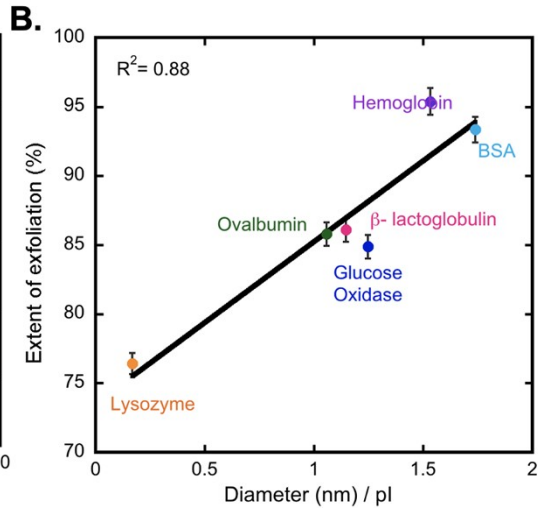 B.
100
R²= 0.88
Hemoglobin
95
BSA
90
Ovalbumin
β- lactoglobulin
85
Glucose
Oxidase
80
75
Lysozyme
70
0
0
0.5
1
1.5
2
Extent of exfoliation (%)
Diameter (nm) / pI